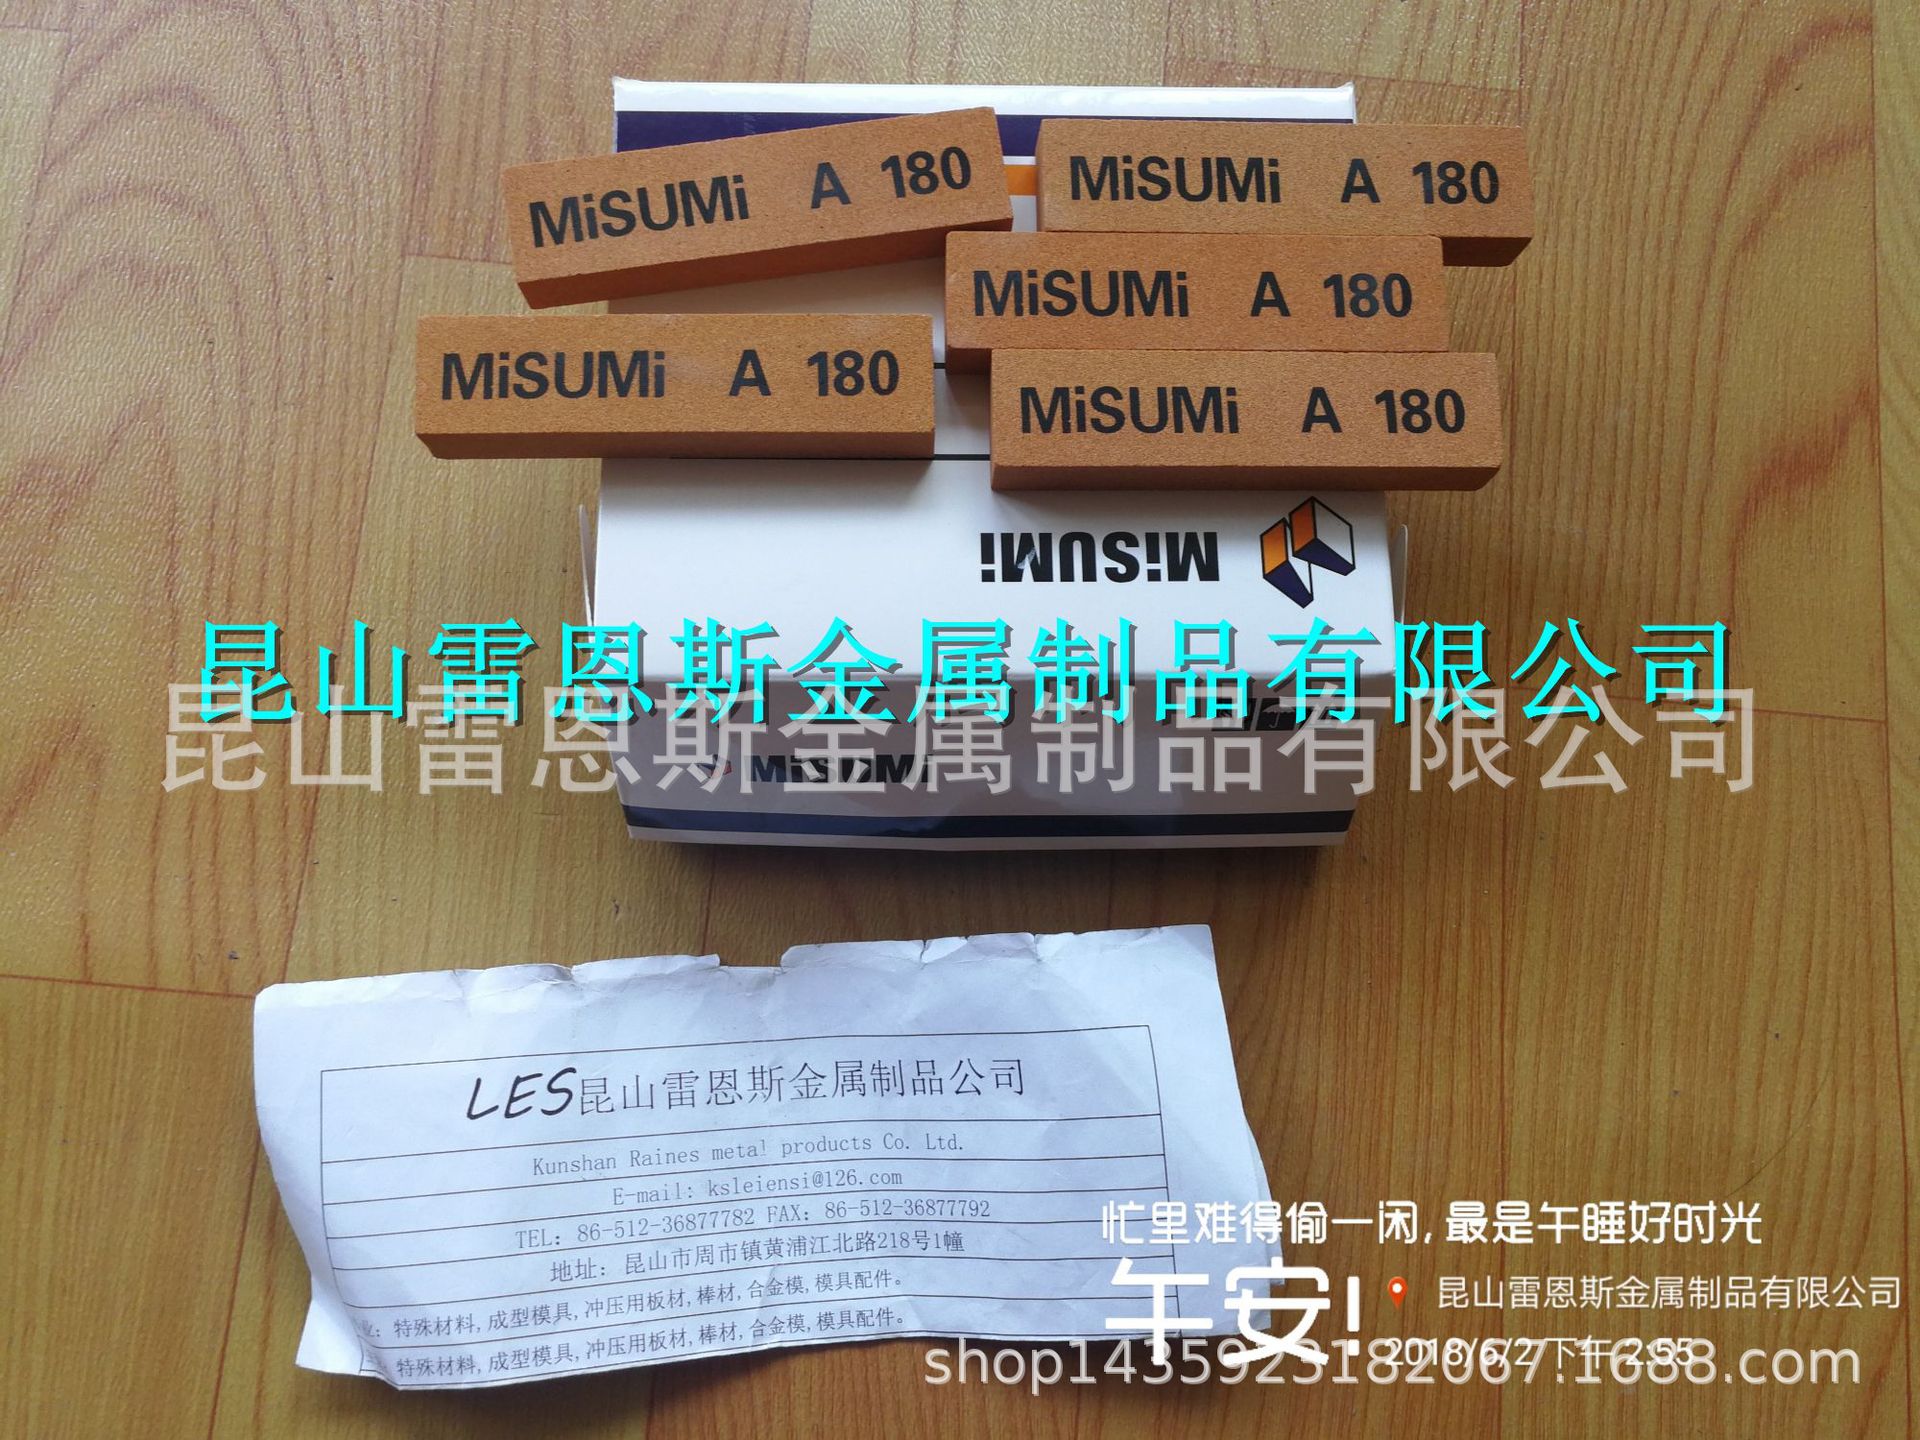 MiSUMi A 180
MiSUMi A 180
MiSUMi A 180
MiSUMi A 180
MiSUMi A 180
MiSUMi
昆山雷恩斯金属制品有限公司
昆山雷恩斯金属制品有限公司
MiSUMi
LES昆山雷恩斯金属制品公司
Kunshan Raines metal products Co. Ltd.
E-mail: ksleiensi@126.com
TEL: 86-512-36877782 FAX: 86-512-36877792
地址: 昆山市周市镇黄浦江北路218号1幢
特殊材料,成型模具,冲压用板材,棒材,合金模,模具配件。
特殊材料,成型模具,冲压用板材,棒材,合金模,模具配件。
忙里难得偷一闲,最是午睡好时光
午安!
昆山雷恩斯金属制品有限公司
2018/6/2 下午 2:55
shop1435923182067.1688.com